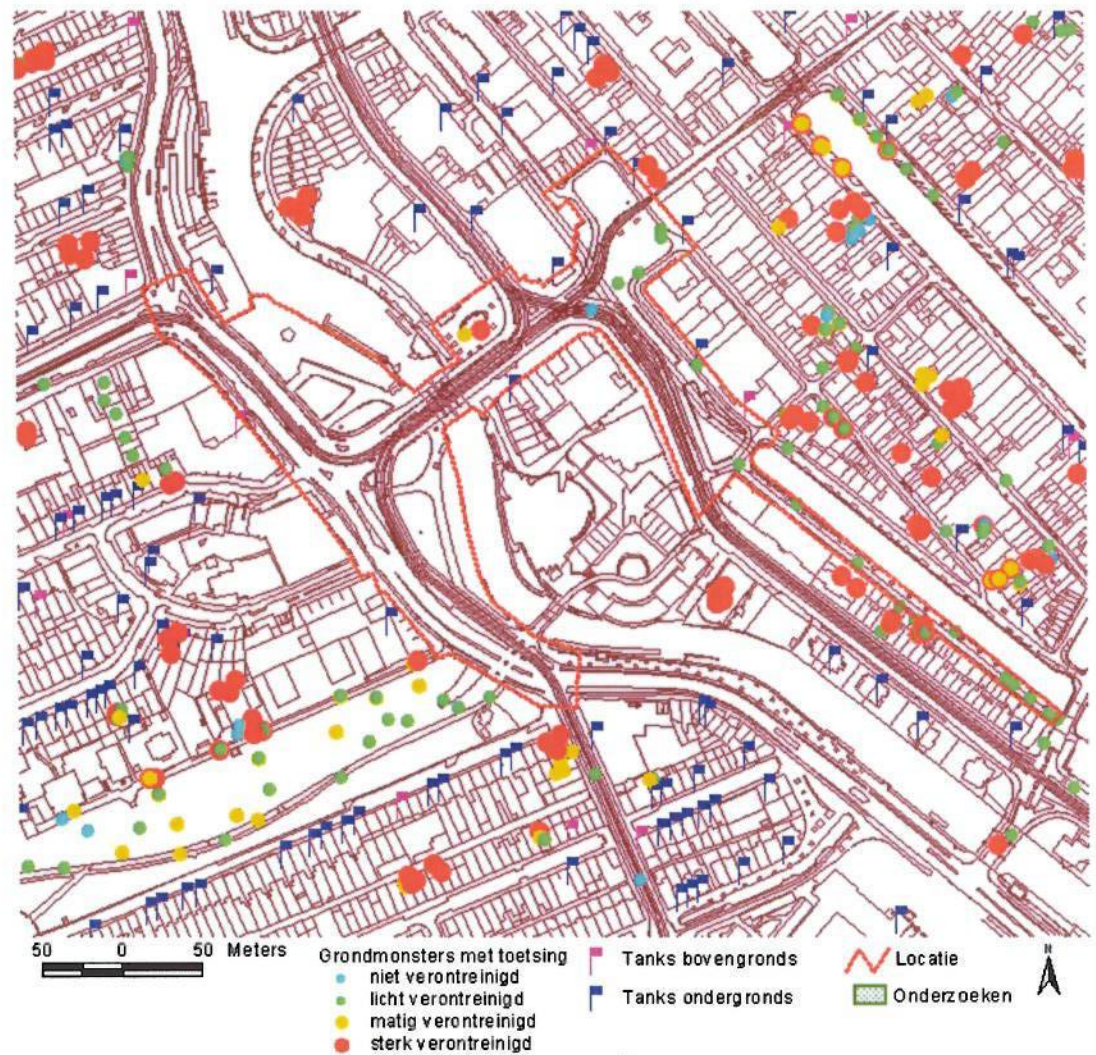 50 0 50 Meters
Grondmonsters met toetsing
niet verontreinigd
licht verontreinigd
matig verontreinigd
sterk verontreinigd
Tanks bovengronds
Tanks ondergronds
Locatie
Onderzoeken
N